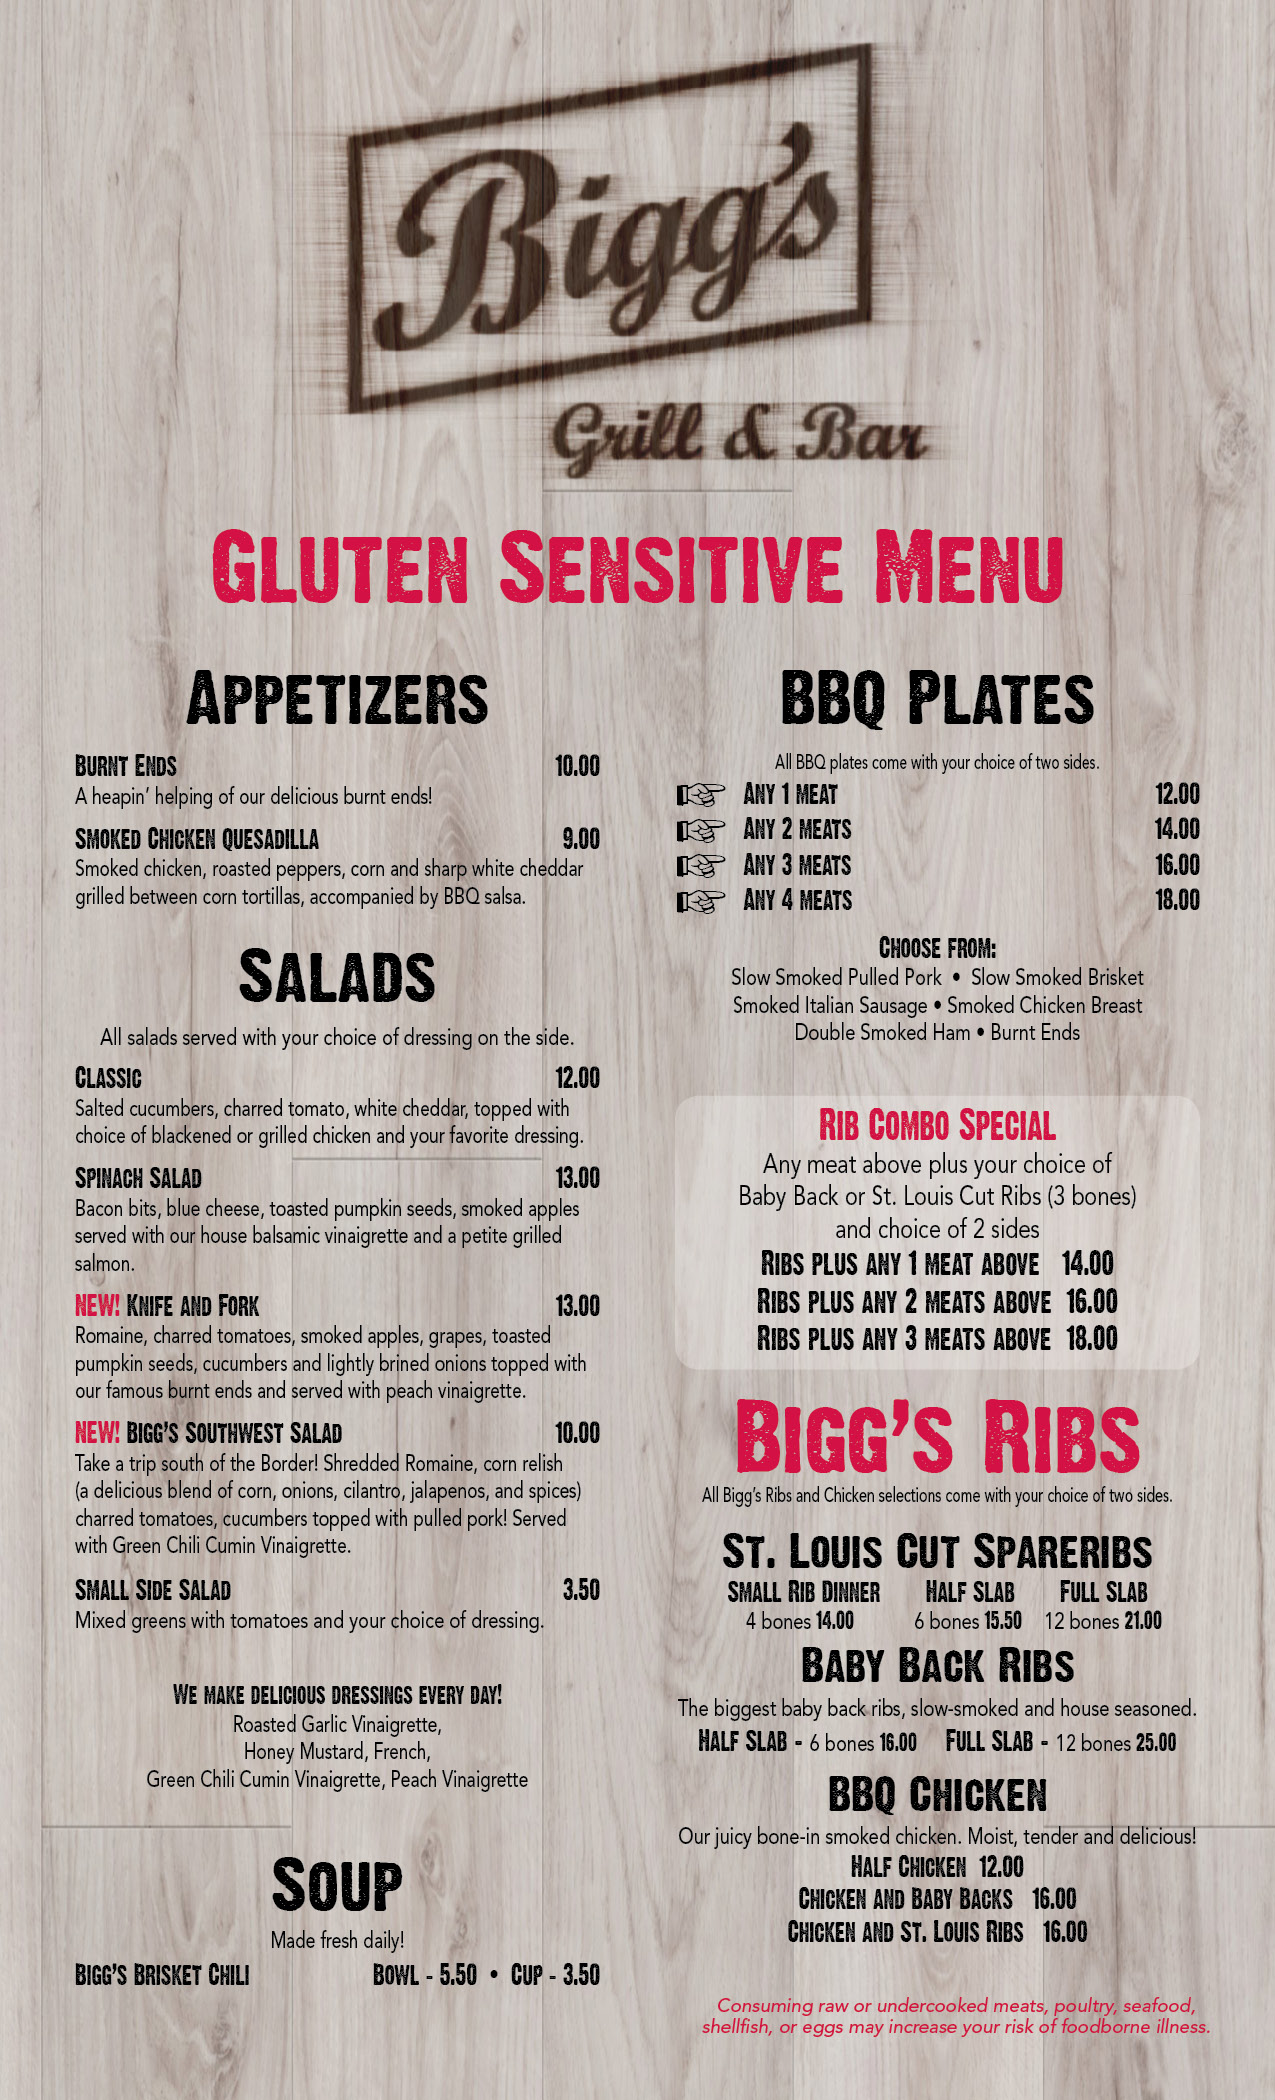 Bigg's
Grill & Bar
Gluten Sensitive Menu
Appetizers
Burnt Ends 10.00
A heapin' helping of our delicious burnt ends!
Smoked Chicken Quesadilla 9.00
Smoked chicken, roasted peppers, corn and sharp white cheddar
grilled between corn tortillas, accompanied by BBQ salsa.
Salads
All salads served with your choice of dressing on the side.
Classic 12.00
Salted cucumbers, charred tomato, white cheddar, topped with
choice of blackened or grilled chicken and your favorite dressing.
Spinach Salad 13.00
Bacon bits, blue cheese, toasted pumpkin seeds, smoked apples
served with our house balsamic vinaigrette and a petite grilled
salmon.
NEW! Knife and Fork 13.00
Romaine, charred tomatoes, smoked apples, grapes, toasted
pumpkin seeds, cucumbers and lightly brined onions topped with
our famous burnt ends and served with peach vinaigrette.
NEW! Bigg's Southwest Salad 10.00
Take a trip south of the Border! Shredded Romaine, corn relish
(a delicious blend of corn, onions, cilantro, jalapenos, and spices)
charred tomatoes, cucumbers topped with pulled pork! Served
with Green Chili Cumin Vinaigrette.
Small Side Salad 3.50
Mixed greens with tomatoes and your choice of dressing.
We make delicious dressings every day!
Roasted Garlic Vinaigrette,
Honey Mustard, French,
Green Chili Cumin Vinaigrette, Peach Vinaigrette
Soup
Made fresh daily!
Bigg's Brisket Chili Bowl - 5.50 • Cup - 3.50
BBQ Plates
All BBQ plates come with your choice of two sides.
Any 1 meat 12.00
Any 2 meats 14.00
Any 3 meats 16.00
Any 4 meats 18.00
Choose from:
Slow Smoked Pulled Pork • Slow Smoked Brisket
Smoked Italian Sausage • Smoked Chicken Breast
Double Smoked Ham • Burnt Ends
Rib Combo Special
Any meat above plus your choice of
Baby Back or St. Louis Cut Ribs (3 bones)
and choice of 2 sides
Ribs plus any 1 meat above 14.00
Ribs plus any 2 meats above 16.00
Ribs plus any 3 meats above 18.00
Bigg's Ribs
All Bigg's Ribs and Chicken selections come with your choice of two sides.
St. Louis Cut Spareribs
Small Rib Dinner Half Slab Full Slab
4 bones 14.00 6 bones 15.50 12 bones 21.00
Baby Back Ribs
The biggest baby back ribs, slow-smoked and house seasoned.
Half Slab - 6 bones 16.00 Full Slab - 12 bones 25.00
BBQ Chicken
Our juicy bone-in smoked chicken. Moist, tender and delicious!
Half Chicken 12.00
Chicken and Baby Backs 16.00
Chicken and St. Louis Ribs 16.00
Consuming raw or undercooked meats, poultry, seafood,
shellfish, or eggs may increase your risk of foodborne illness.